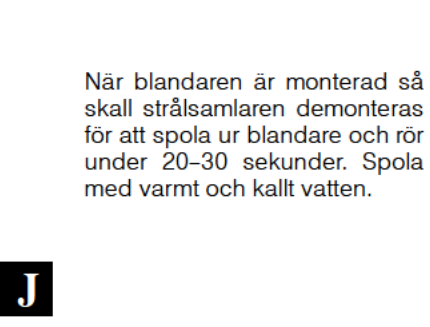 När blandaren är monterad så
skall strålsamlaren demonteras
för att spola ur blandare och rör
under 20–30 sekunder. Spola
med varmt och kallt vatten.
J